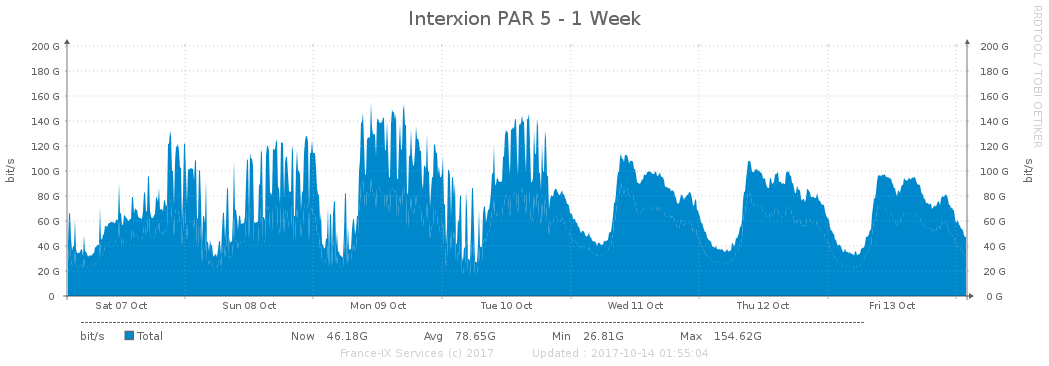 Interxion PAR 5 - 1 Week
RRDTOOL / TOBI OETIKER
bit/s
bit/s
200 G 200 G
180 G 180 G
160 G 160 G
140 G 140 G
120 G 120 G
100 G 100 G
80 G 80 G
60 G 60 G
40 G 40 G
20 G 20 G
0 0 G
Sat 07 Oct Sun 08 Oct Mon 09 Oct Tue 10 Oct Wed 11 Oct Thu 12 Oct Fri 13 Oct
bit/s Total Now 46.18G Avg 78.65G Min 26.81G Max 154.62G
France-IX Services (c) 2017 Updated : 2017-10-14 01:55:04